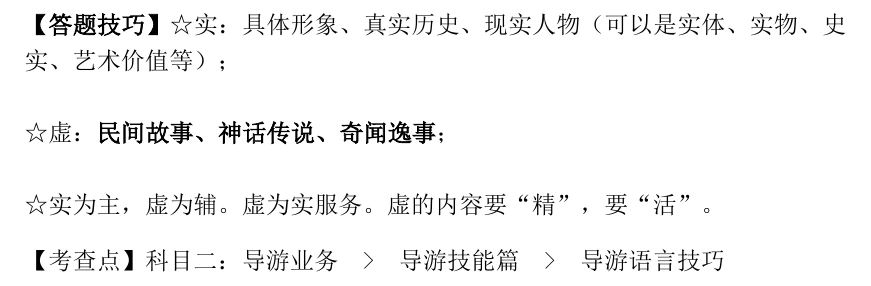 【答题技巧】☆实：具体形象、真实历史、现实人物（可以是实体、实物、史
实、艺术价值等）；
☆虚：民间故事、神话传说、奇闻逸事；
☆实为主，虚为辅。虚为实服务。虚的内容要“精”，要“活”。
【考查点】科目二：导游业务 > 导游技能篇 > 导游语言技巧